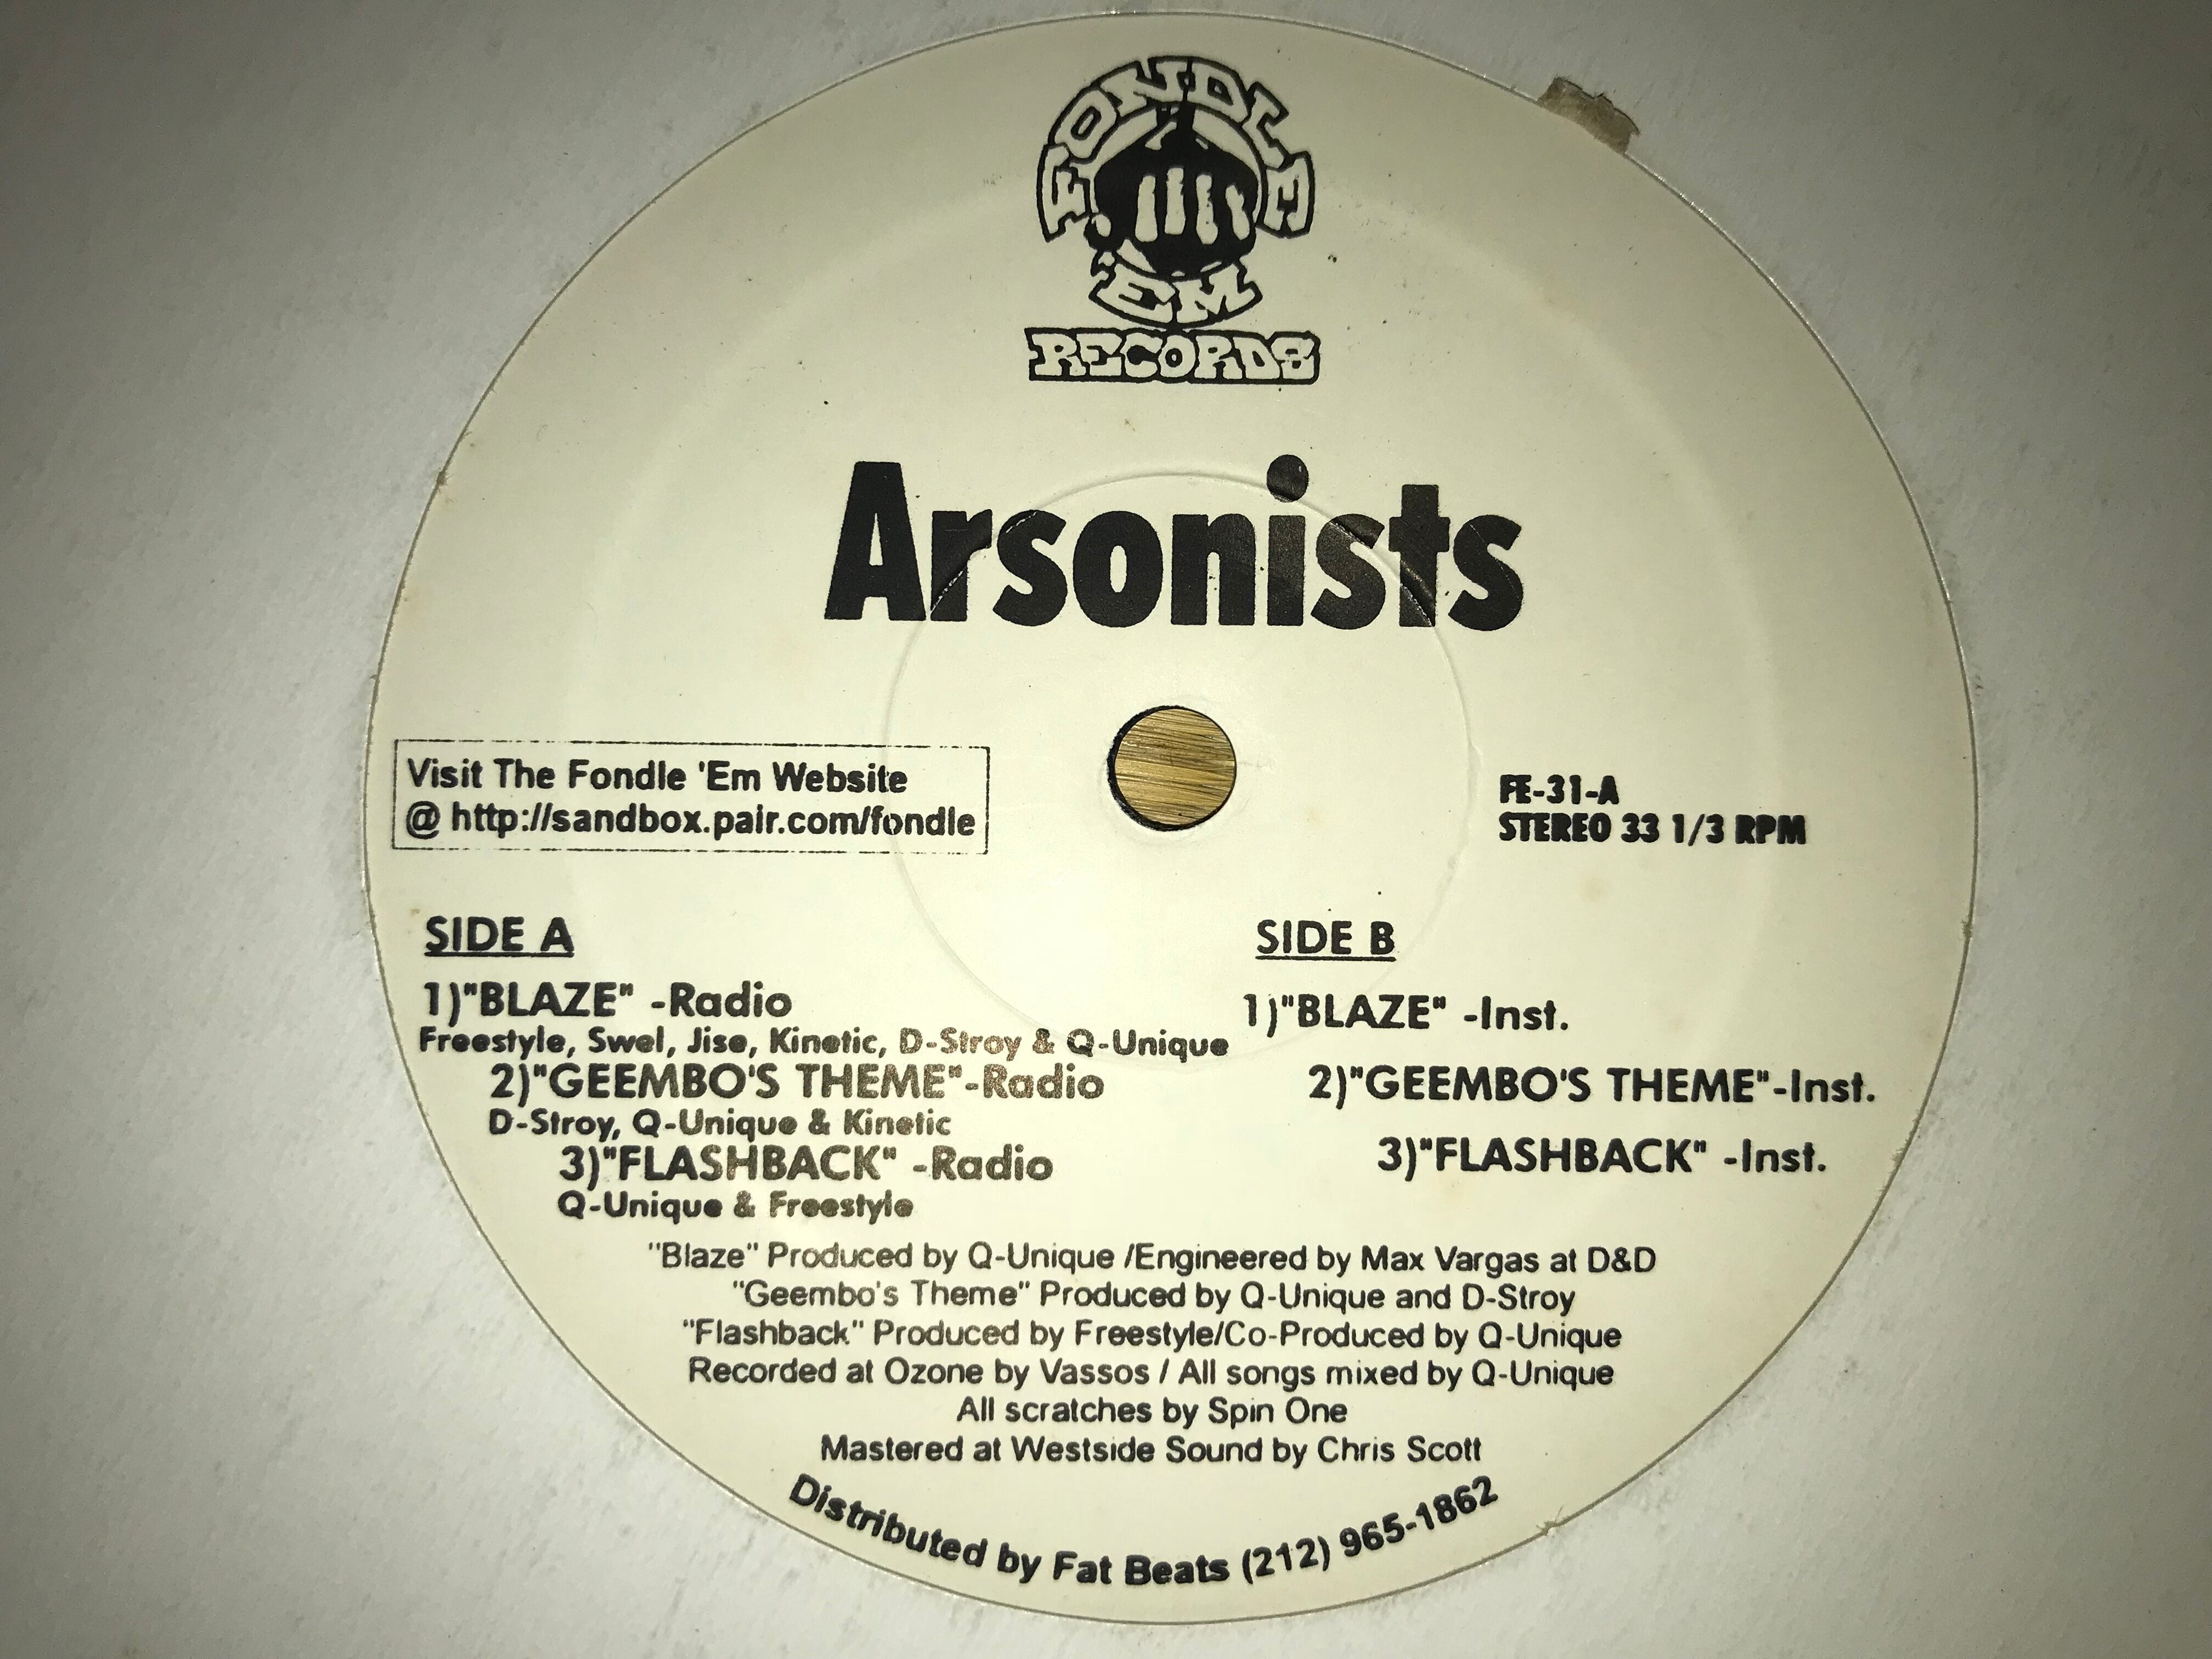 FONDLE
'EM
RECORDS
Arsonists
Visit The Fondle 'Em Website
@ http://sandbox.pair.com/fondle
FE-31-A
STEREO 33 1/3 RPM
SIDE A
1)"BLAZE" -Radio
Freestyle, Swel, Jise, Kinetic, D-Stroy & Q-Unique
2)"GEEMBO'S THEME"-Radio
D-Stroy, Q-Unique & Kinetic
3)"FLASHBACK" -Radio
Q-Unique & Freestyle
SIDE B
1)"BLAZE" -Inst.
2)"GEEMBO'S THEME"-Inst.
3)"FLASHBACK" -Inst.
"Blaze" Produced by Q-Unique /Engineered by Max Vargas at D&D
"Geembo's Theme" Produced by Q-Unique and D-Stroy
"Flashback" Produced by Freestyle/Co-Produced by Q-Unique
Recorded at Ozone by Vassos / All songs mixed by Q-Unique
All scratches by Spin One
Mastered at Westside Sound by Chris Scott
Distributed by Fat Beats (212) 965-1862